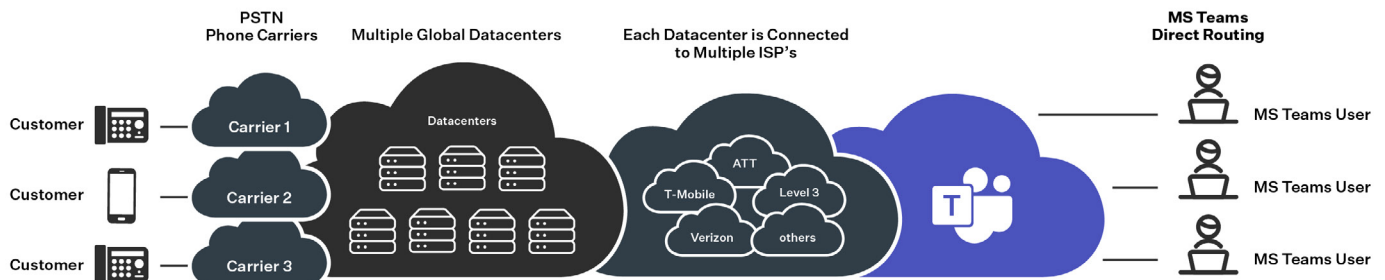 PSTN
Phone Carriers
Multiple Global Datacenters
Each Datacenter is Connected
to Multiple ISP's
MS Teams
Direct Routing
Customer
Carrier 1
Datacenters
MS Teams User
ATT
T-Mobile
Level 3
Customer
Carrier 2
T
MS Teams User
Verizon
others
Customer
Carrier 3
MS Teams User